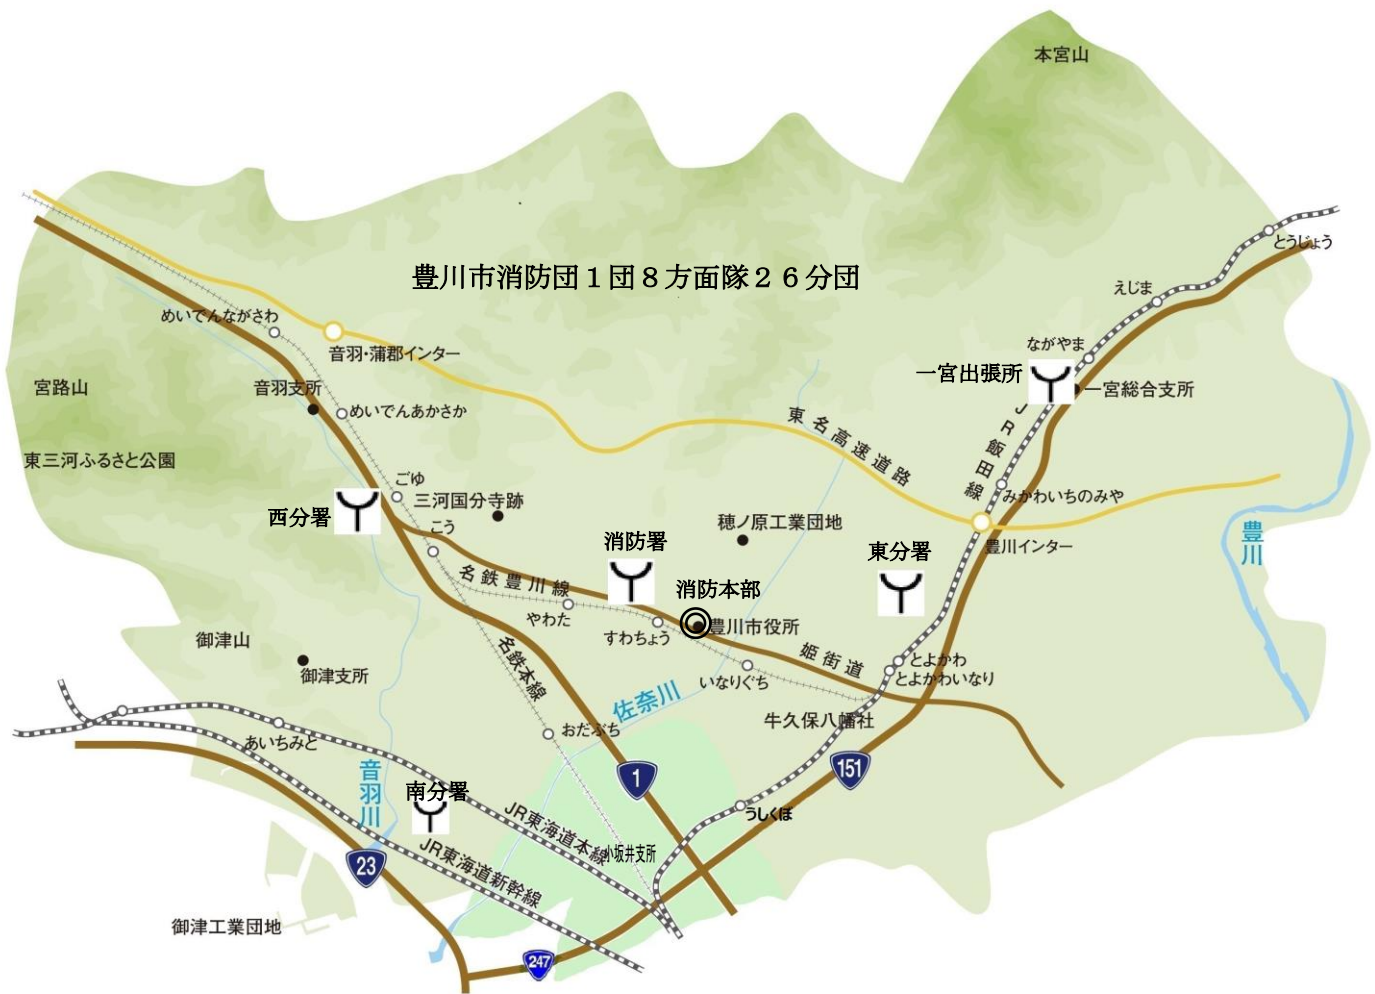 本宮山
とうじょう
豊川市消防団１団８方面隊２６分団
えじま
めいでんながさわ
ながやま
音羽・蒲郡インター
一宮出張所
宮路山
音羽支所
一宮総合支所
めいでんあかさか
東名高速道路
JR飯田線
東三河ふるさと公園
ごゆ
三河国分寺跡
みかわいちのみや
西分署
こう
穂ノ原工業団地
消防署
東分署
豊川インター
豊川
名鉄豊川線
消防本部
やわた
すわちょう
豊川市役所
御津山
姫街道
とよかわ
とよかわいなり
御津支所
名鉄本線
いなりぐち
佐奈川
牛久保八幡社
おだぶち
あいちみと
音羽川
1
151
南分署
うしくぼ
JR東海道本線
小坂井支所
JR東海道新幹線
23
御津工業団地
247